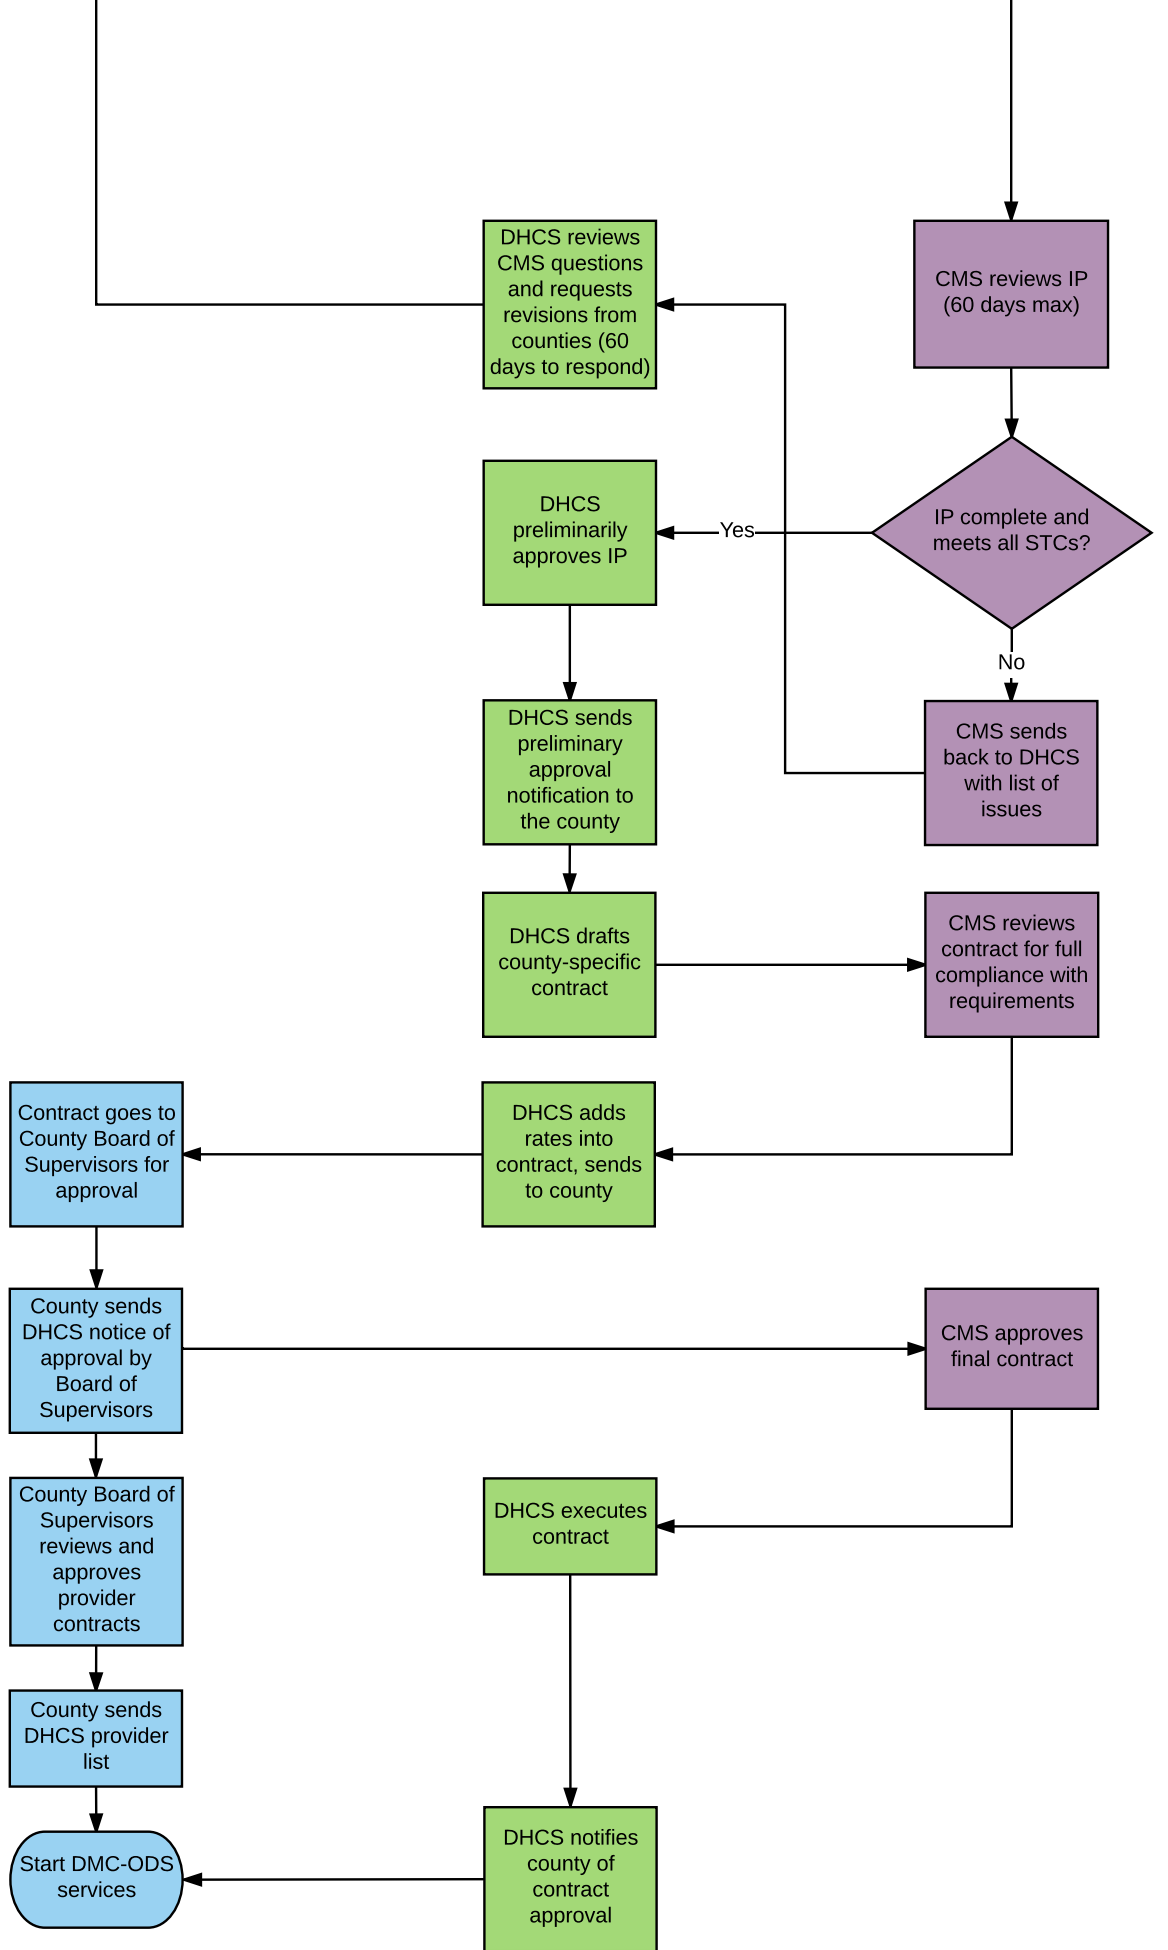 DHCS reviews
CMS questions
and requests
revisions from
counties (60
days to respond)
CMS reviews IP
(60 days max)
DHCS
preliminarily
approves IP
Yes
IP complete and
meets all STCs?
No
DHCS sends
preliminary
approval
notification to
the county
CMS sends
back to DHCS
with list of
issues
DHCS drafts
county-specific
contract
CMS reviews
contract for full
compliance with
requirements
Contract goes to
County Board of
Supervisors for
approval
DHCS adds
rates into
contract, sends
to county
County sends
DHCS notice of
approval by
Board of
Supervisors
CMS approves
final contract
County Board of
Supervisors
reviews and
approves
provider
contracts
DHCS executes
contract
County sends
DHCS provider
list
Start DMC-ODS
services
DHCS notifies
county of
contract
approval